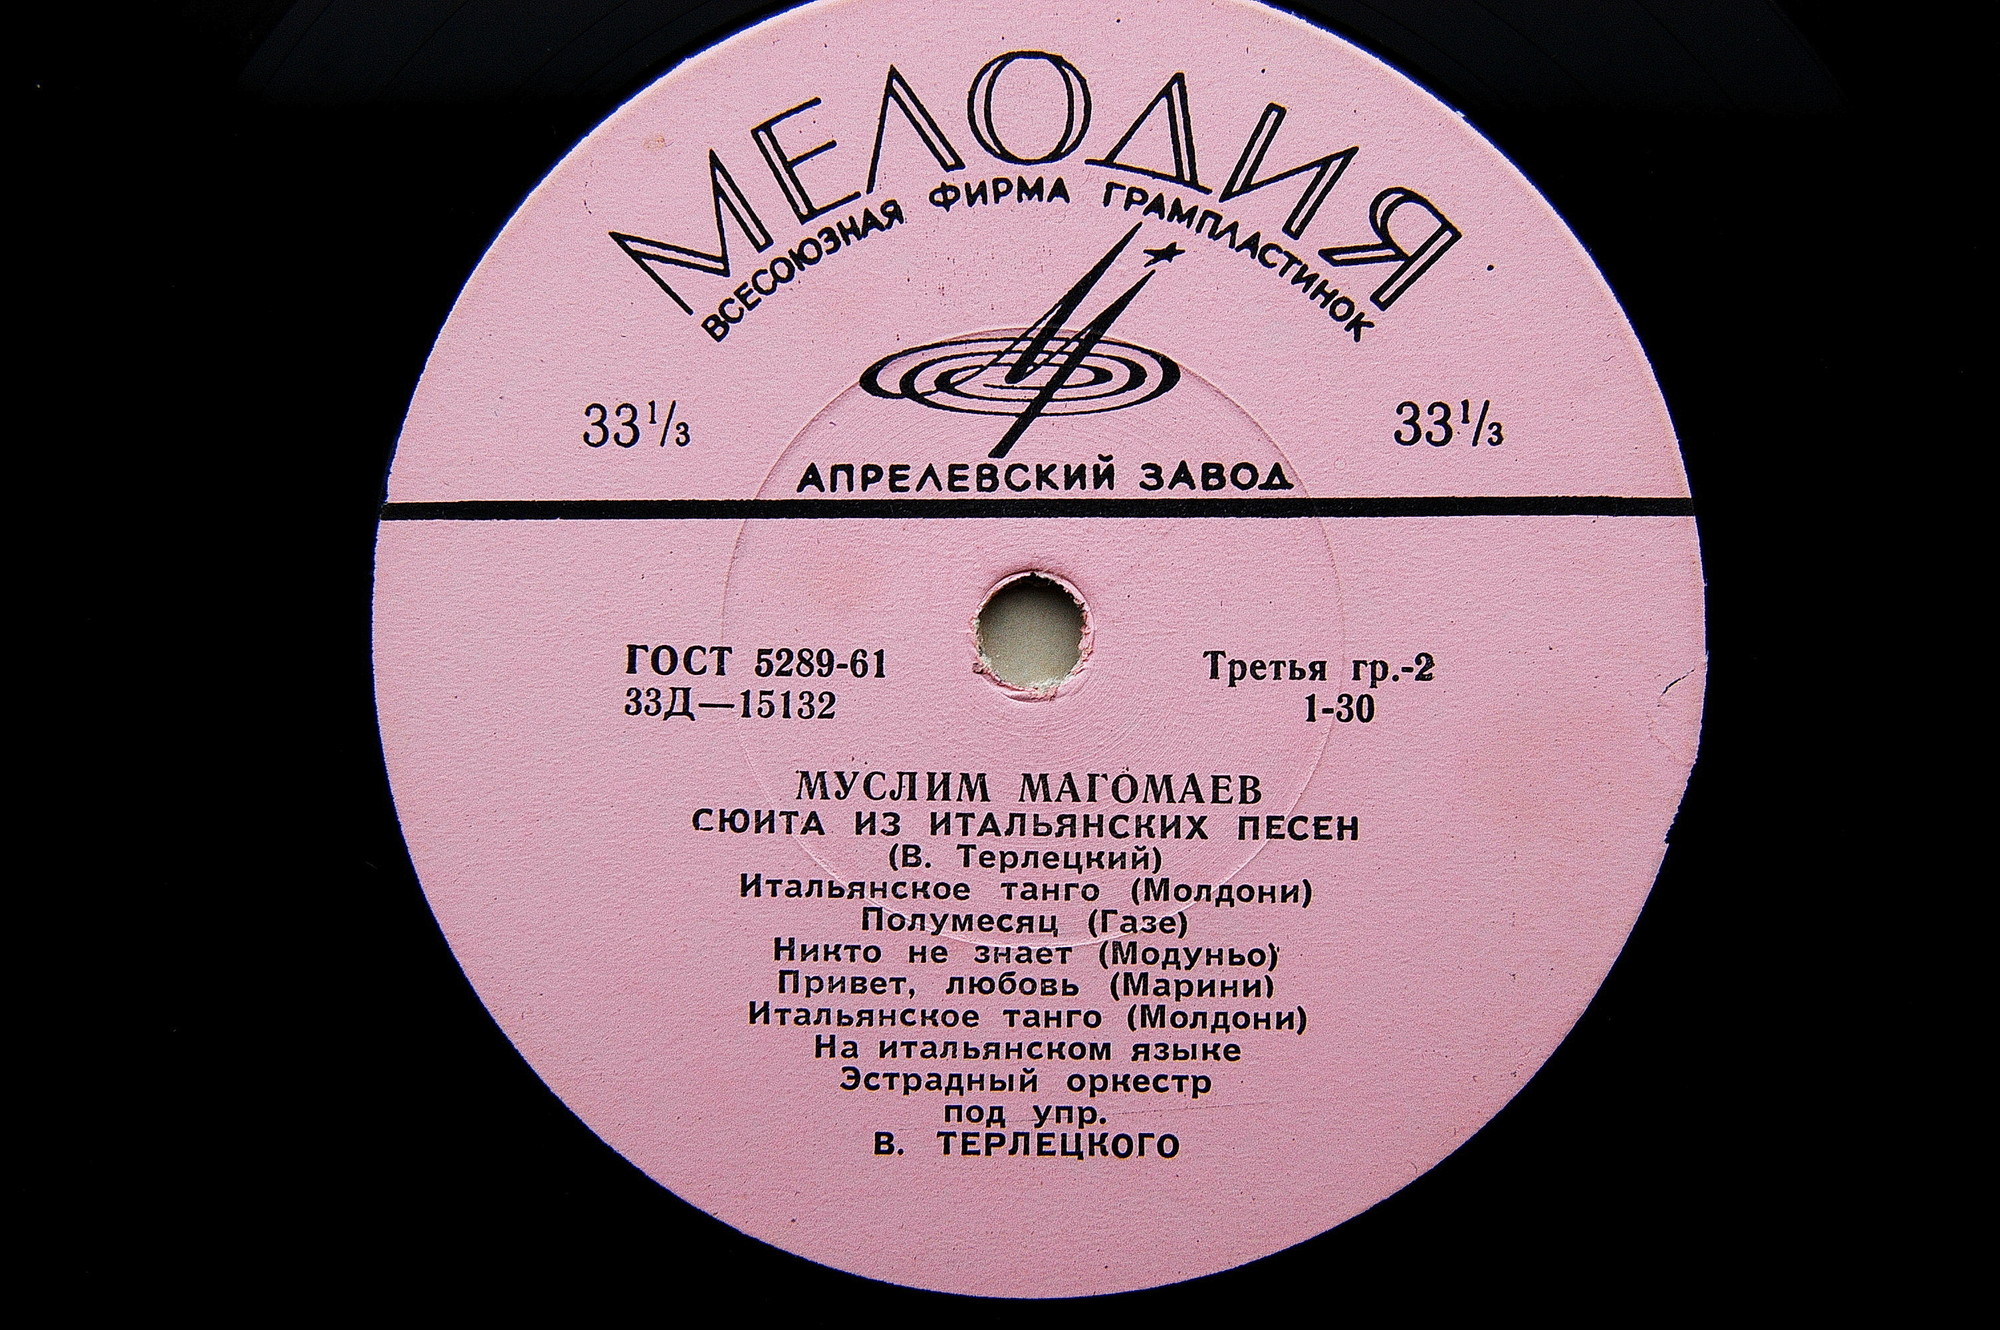 МЕЛОДИЯ
ВСЕСОЮЗНАЯ ФИРМА ГРАМПЛАСТИНОК
33⅓ 33⅓
АПРЕЛЕВСКИЙ ЗАВОД
ГОСТ 5289-61 Третья гр.-2
33Д—15132 1-30
МУСЛИМ МАГОМАЕВ
СЮИТА ИЗ ИТАЛЬЯНСКИХ ПЕСЕН
(В. Терлецкий)
Итальянское танго (Молдони)
Полумесяц (Газе)
Никто не знает (Модуньо)
Привет, любовь (Марини)
Итальянское танго (Молдони)
На итальянском языке
Эстрадный оркестр
под упр.
В. ТЕРЛЕЦКОГО